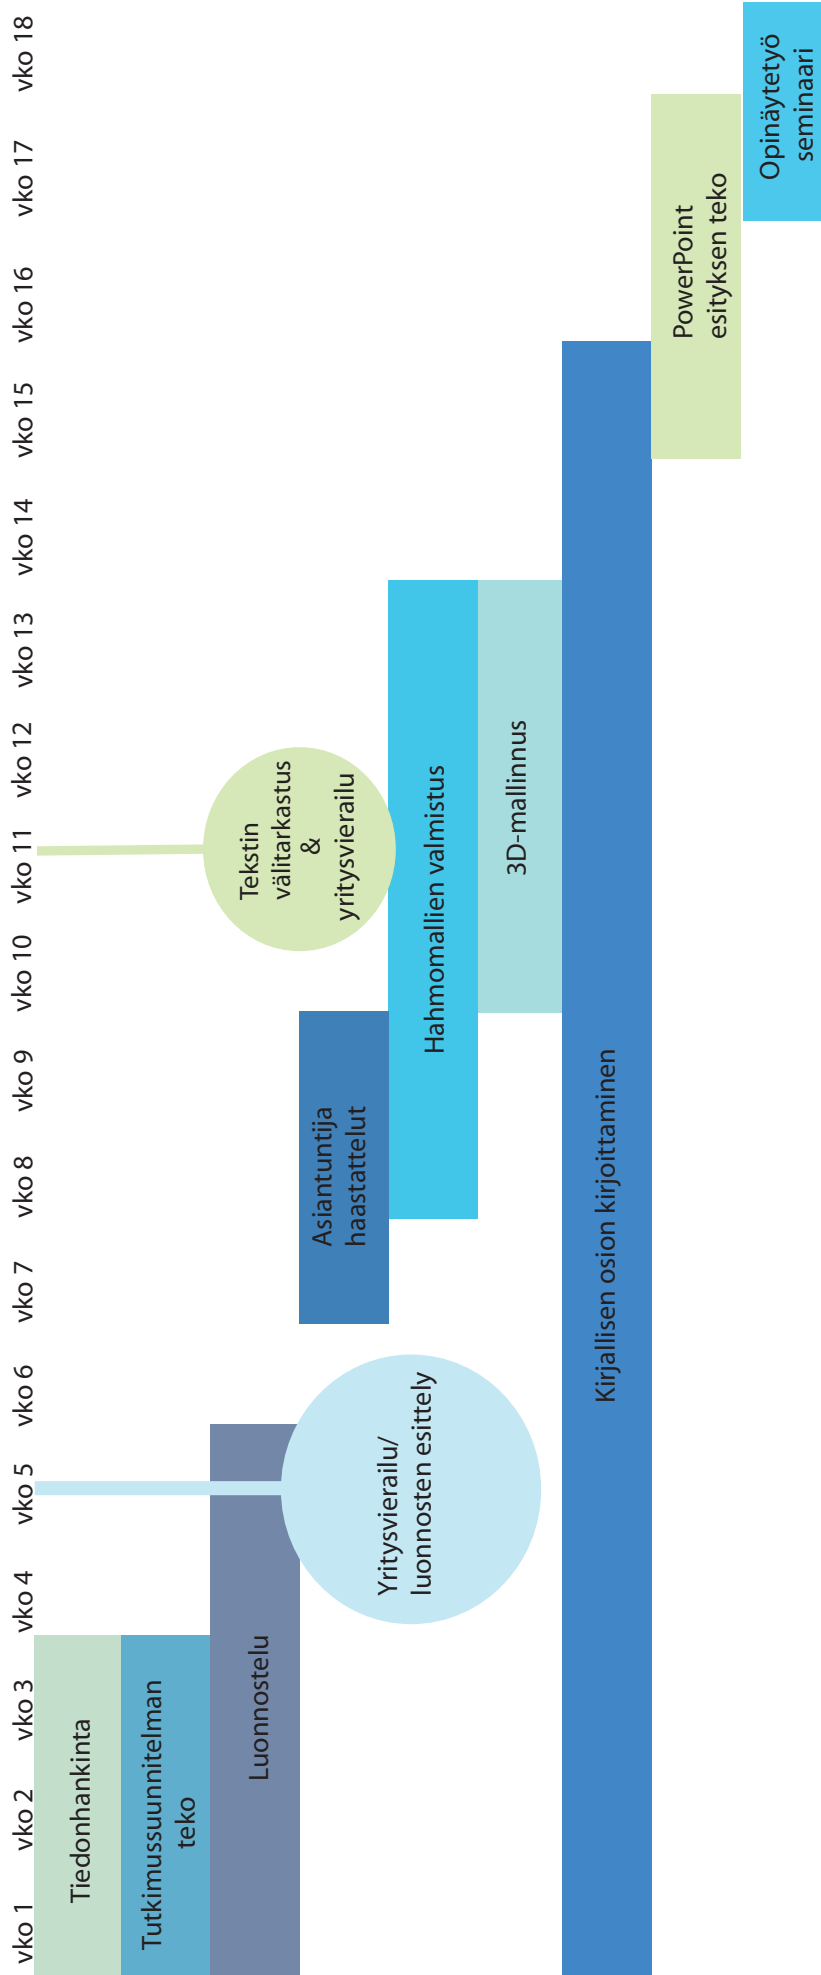 vko 1 vko 2 vko 3 vko 4 vko 5 vko 6 vko 7 vko 8 vko 9 vko 10 vko 11 vko 12 vko 13 vko 14 vko 15 vko 16 vko 17 vko 18
Tiedonhankinta
Tutkimussuunnitelman
teko
Luonnostelu
Yritysvierailu/
luonnosten esittely
Asiantuntija
haastattelut
Tekstin
välitarkastus
&
yritysvierailu
Hahmomallien valmistus
3D-mallinnus
Kirjallisen osion kirjoittaminen
PowerPoint
esityksen teko
Opinäytetyö
seminaari